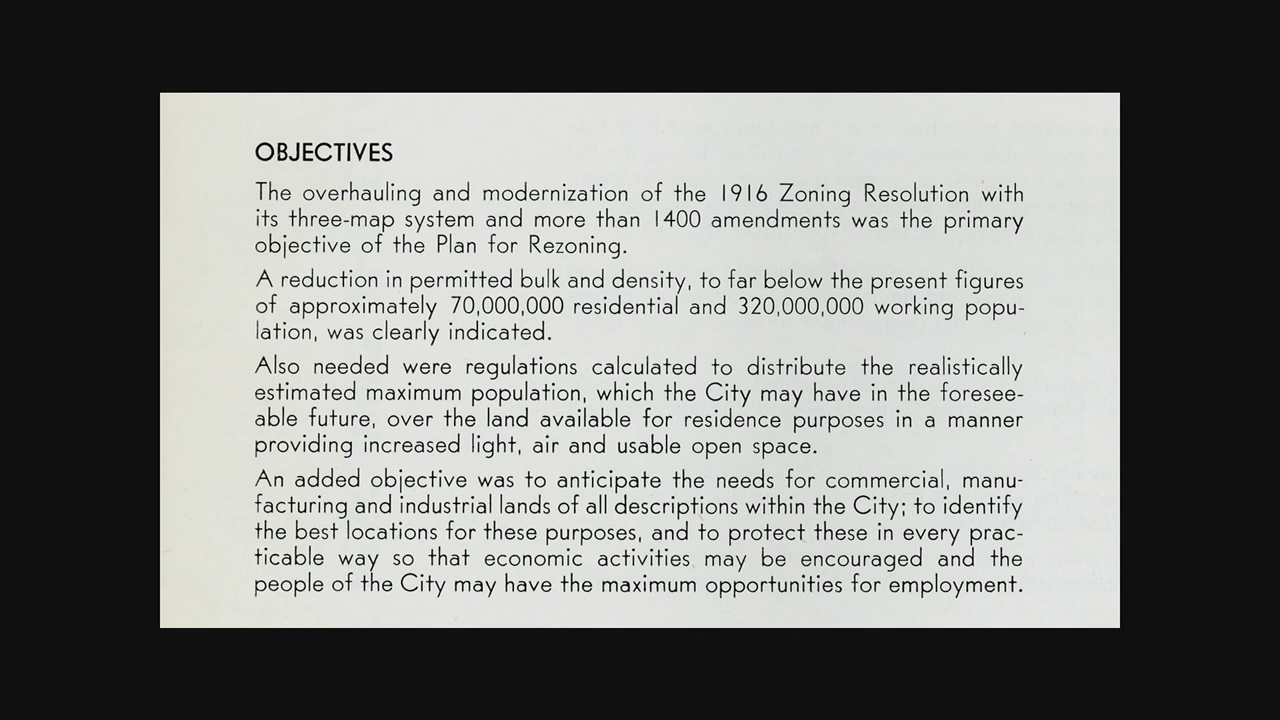 OBJECTIVES
The overhauling and modernization of the 1916 Zoning Resolution with
its three-map system and more than 1400 amendments was the primary
objective of the Plan for Rezoning.
A reduction in permitted bulk and density, to far below the present figures
of approximately 70,000,000 residential and 320,000,000 working popu-
lation, was clearly indicated.
Also needed were regulations calculated to distribute the realistically
estimated maximum population, which the City may have in the foresee-
able future, over the land available for residence purposes in a manner
providing increased light, air and usable open space.
An added objective was to anticipate the needs for commercial, manu-
facturing and industrial lands of all descriptions within the City; to identify
the best locations for these purposes, and to protect these in every prac-
ticable way so that economic activities may be encouraged and the
people of the City may have the maximum opportunities for employment.